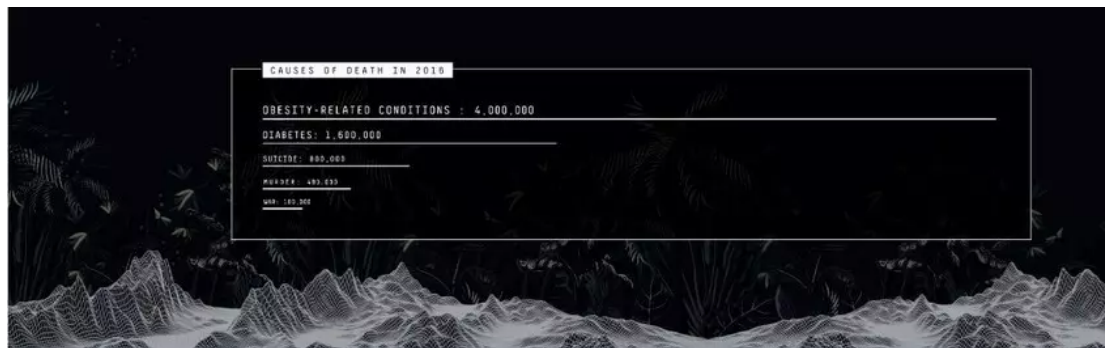 CAUSES OF DEATH IN 2016
OBESITY-RELATED CONDITIONS : 4,000,000
DIABETES: 1,600,000
SUICIDE: 800,000
MURDER:
WAR: